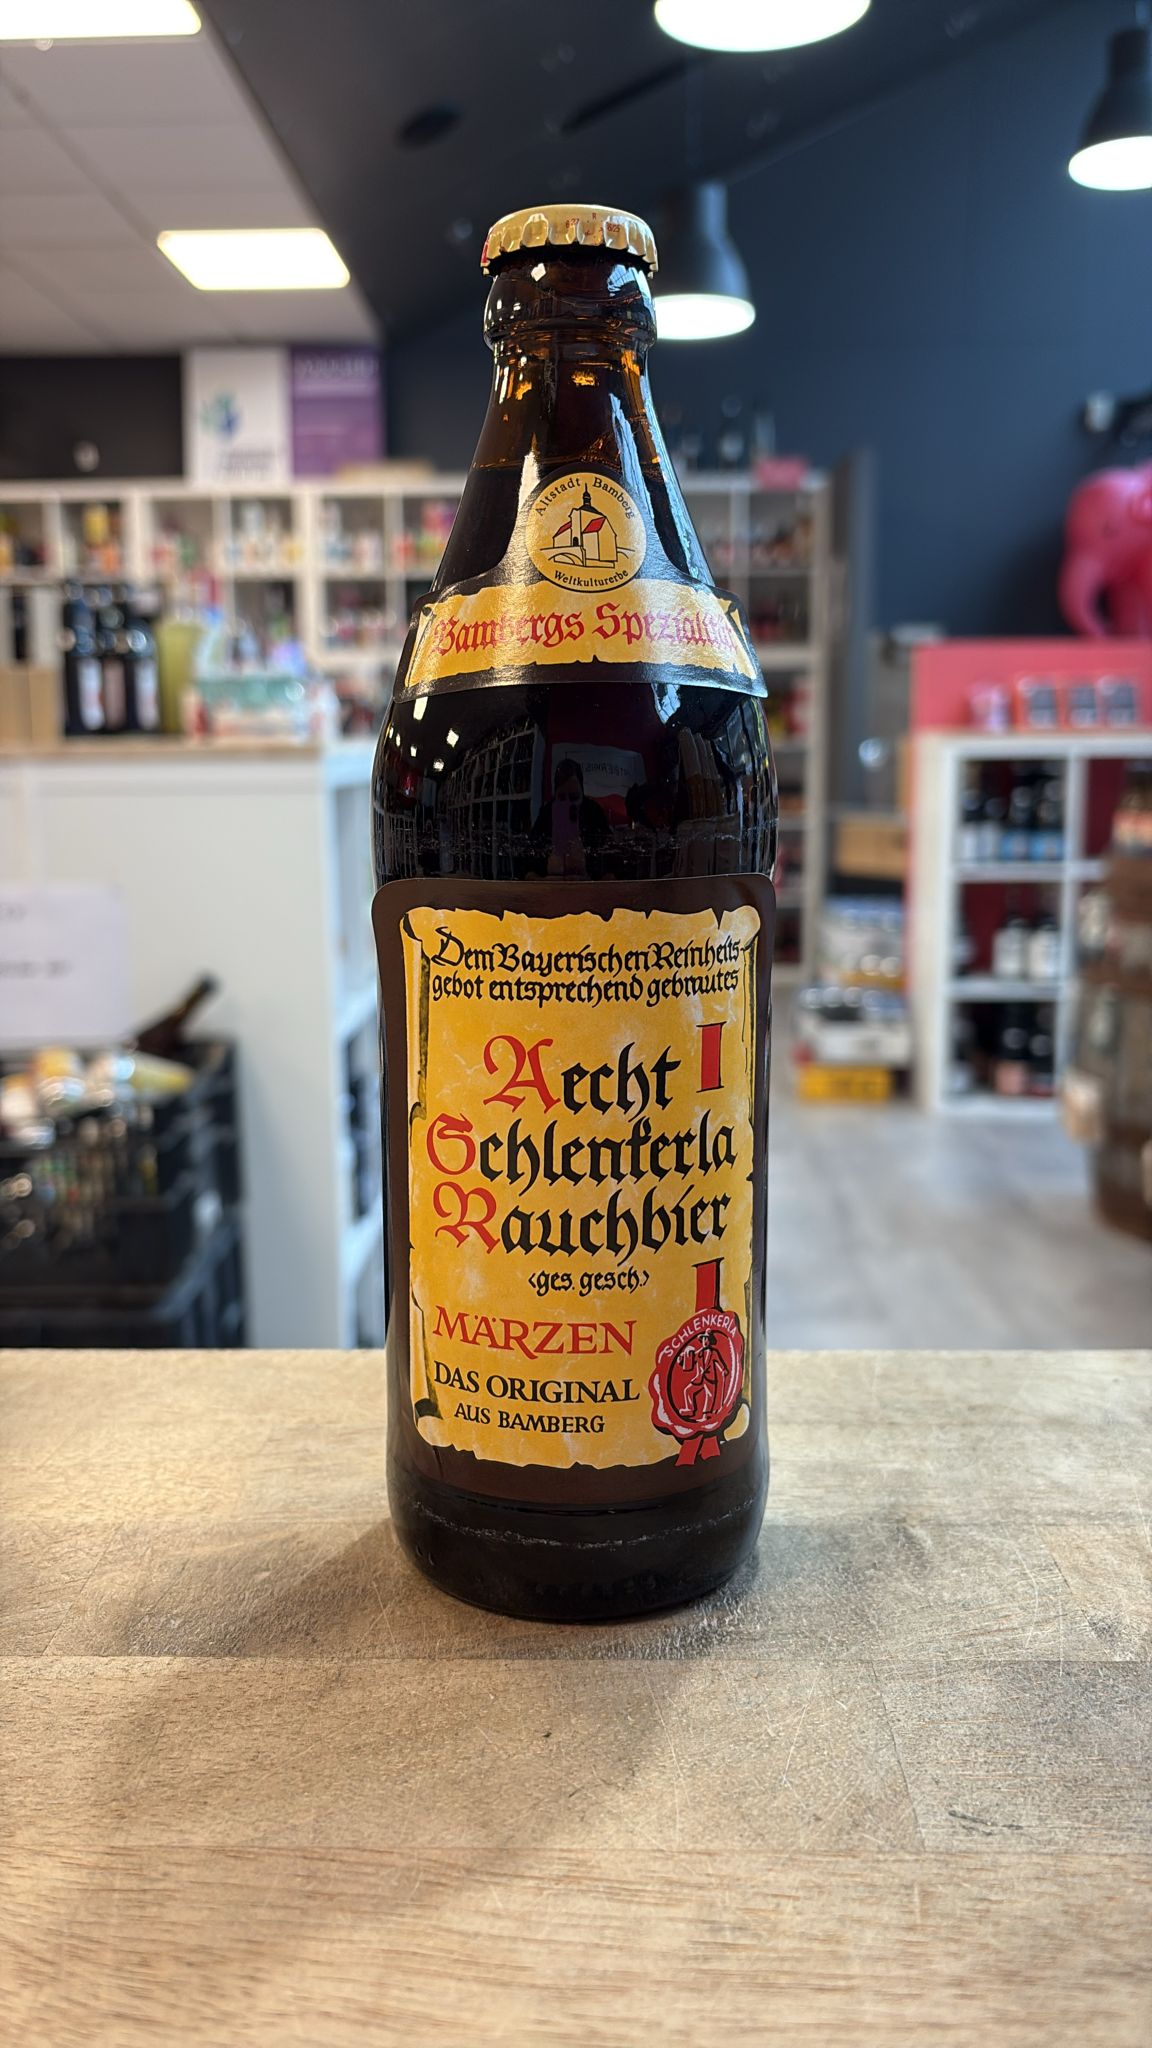 Altstadt Bamberg
Weltkulturerbe
Bambergs Spezialität
Dem Bayerischen Reinheits-
gebot entsprechend gebrautes
Aecht
Schlenkerla
Rauchbier
<ges. gesch.>
MÄRZEN
SCHLENKERLA
DAS ORIGINAL
AUS BAMBERG